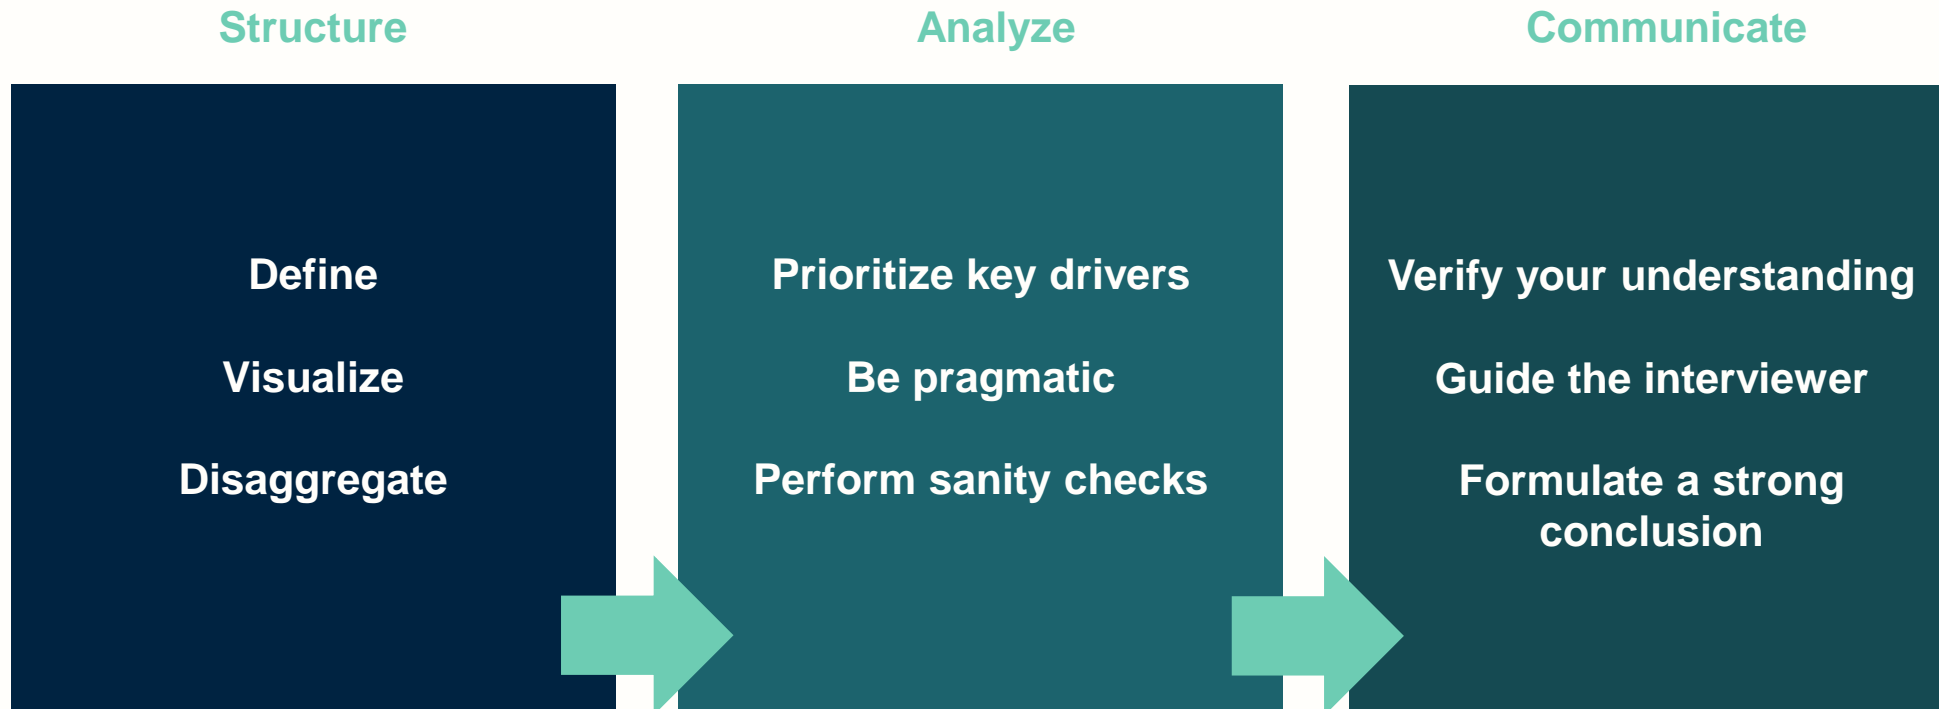 Structure
Define
Visualize
Disaggregate
Analyze
Prioritize key drivers
Be pragmatic
Perform sanity checks
Communicate
Verify your understanding
Guide the interviewer
Formulate a strong
conclusion